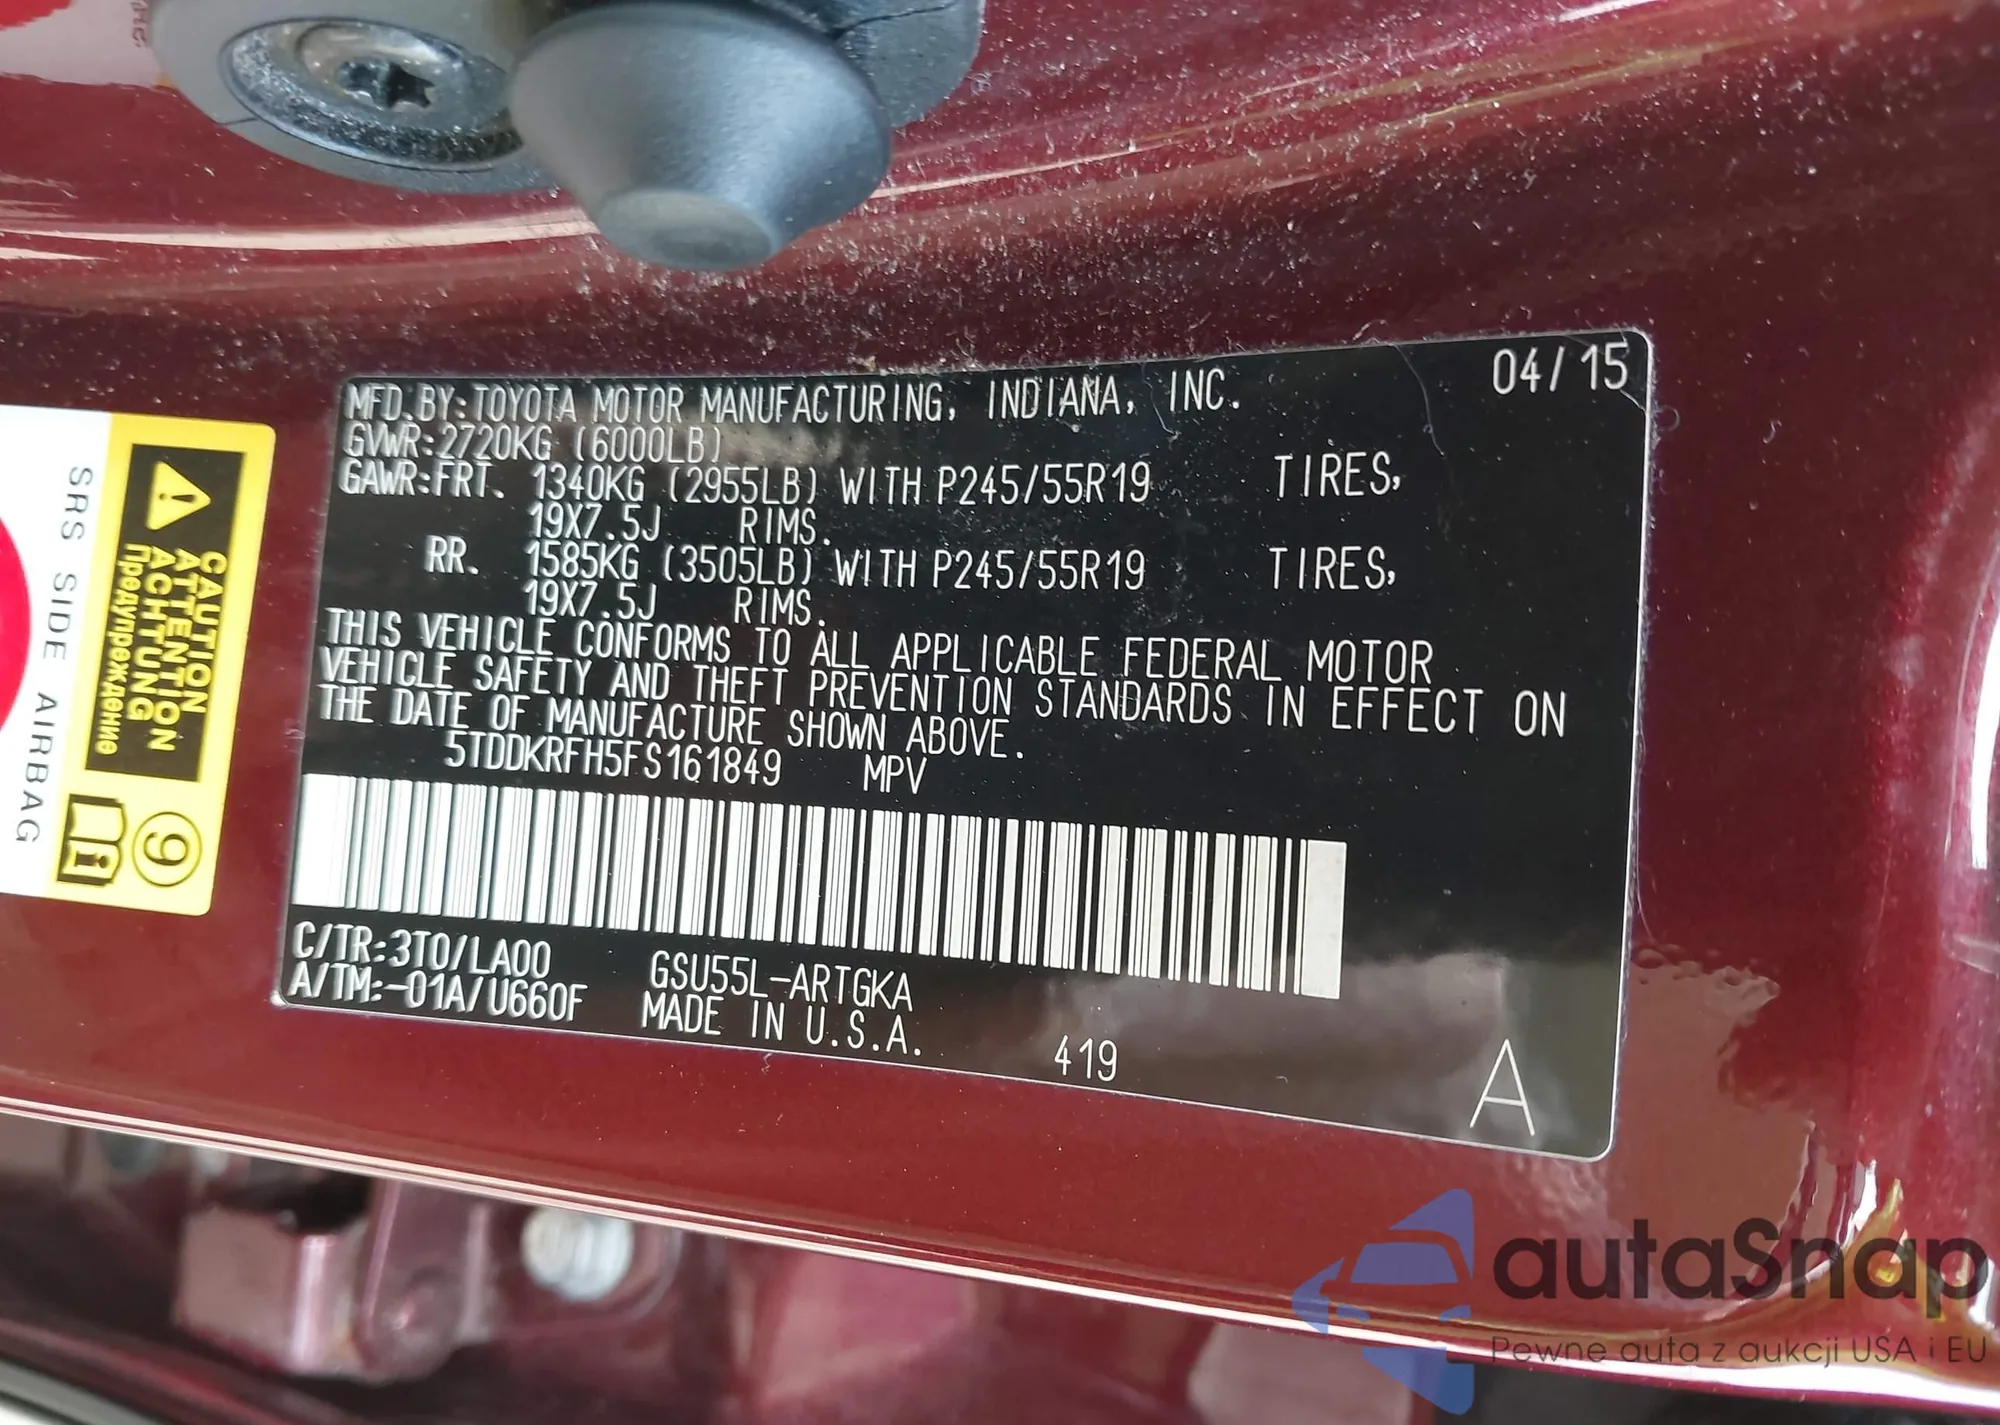 04/15
MFD.BY:TOYOTA MOTOR MANUFACTURING, INDIANA, INC.
GVWR:2720KG (6000LB)
GAWR:FRT. 1340KG (2955LB) WITH P245/55R19 TIRES,
19X7.5J RIMS.
RR. 1585KG (3505LB) WITH P245/55R19 TIRES,
19X7.5J RIMS.
THIS VEHICLE CONFORMS TO ALL APPLICABLE FEDERAL MOTOR
VEHICLE SAFETY AND THEFT PREVENTION STANDARDS IN EFFECT ON
THE DATE OF MANUFACTURE SHOWN ABOVE.
5TDDKRFH5FS161849 MPV
C/TR:3T0/LA00 GSU55L-ARTGKA
A/TM:-01A/U660F MADE IN U.S.A.
419
A
CAUTION
ATTENTION
ACHTUNG
Предупреждение
9
SRS SIDE AIRBAG
autaSnap
Pewne auta z aukcji USA i EU